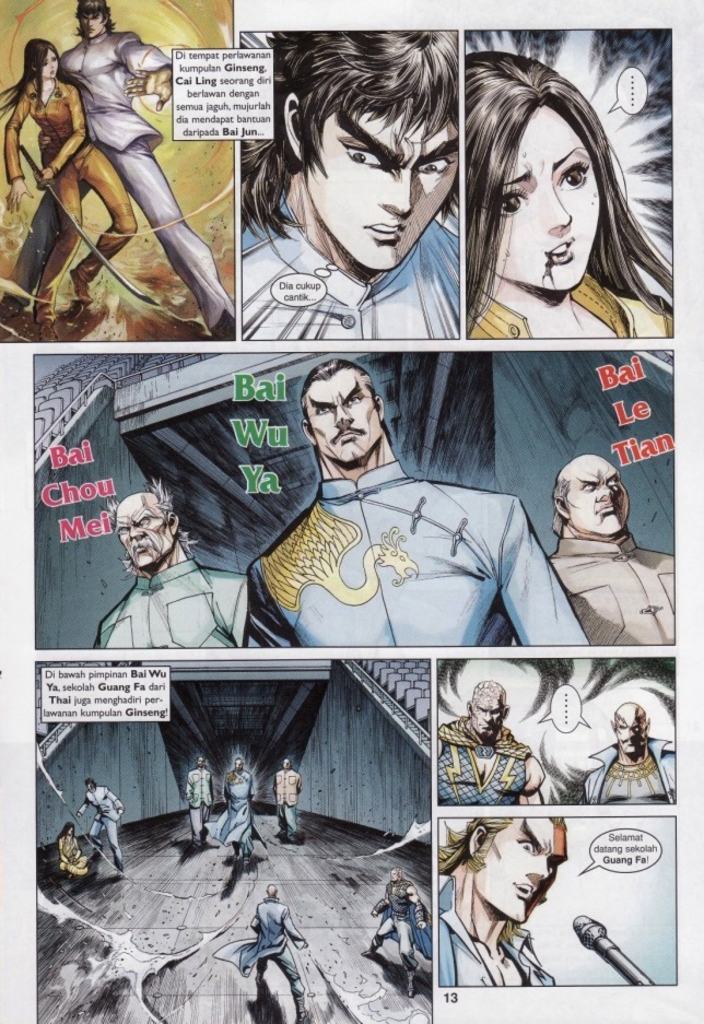 Di tempat perlawanan
kumpulan Ginseng,
Cai Ling seorang diri
berlawan dengan
semua jaguh, mujurlah
dia mendapat bantuan
daripada Bai Jun...
Dia cukup
cantik...
......
Bai
Chou
Mei
Bai
Wu
Ya
Bai
Le
Tian
Di bawah pimpinan Bai Wu
Ya, sekolah Guang Fa dari
Thai juga menghadiri per-
lawanan kumpulan Ginseng!
......
Selamat
datang sekolah
Guang Fa!
13